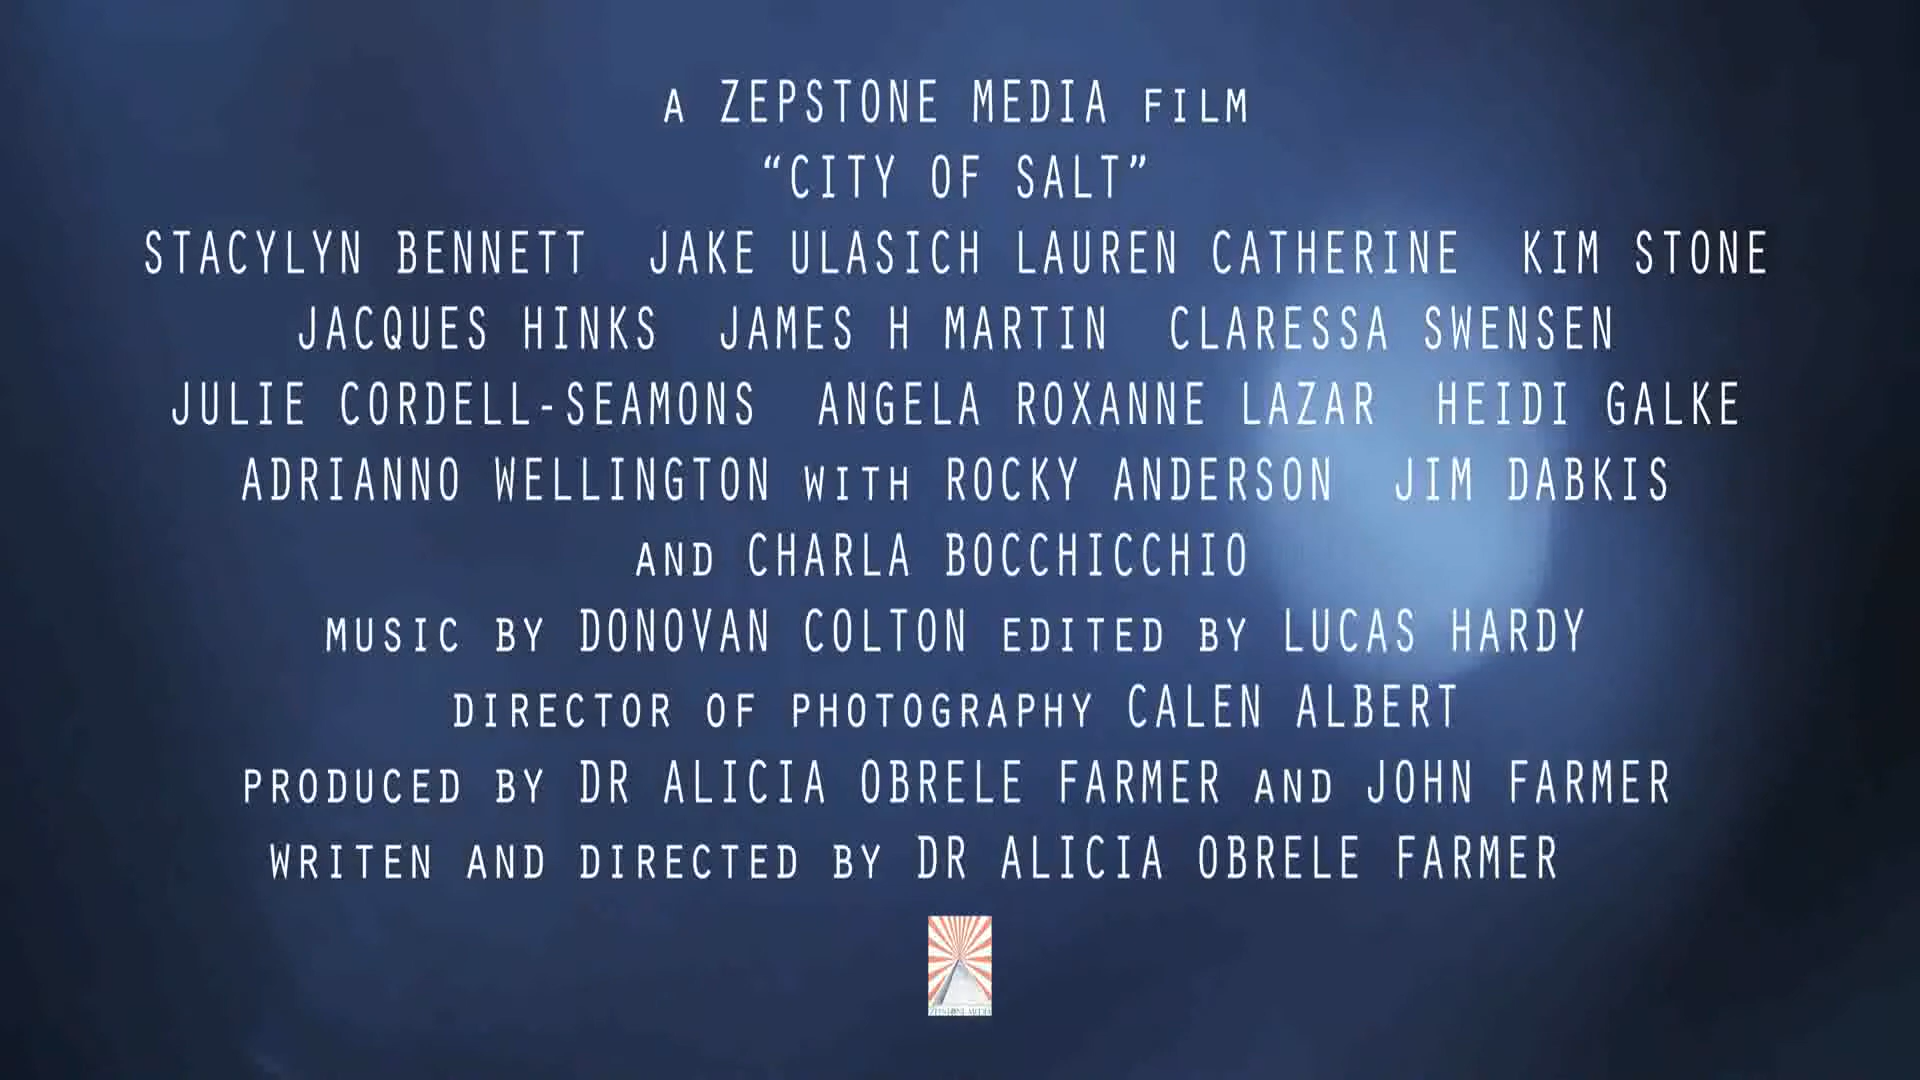 A ZEPSTONE MEDIA FILM
“CITY OF SALT”
STACYLYN BENNETT JAKE ULASICH LAUREN CATHERINE KIM STONE
JACQUES HINKS JAMES H MARTIN CLARESSA SWENSEN
JULIE CORDELL-SEAMONS ANGELA ROXANNE LAZAR HEIDI GALKE
ADRIANNO WELLINGTON WITH ROCKY ANDERSON JIM DABKIS
AND CHARLA BOCCHICCHIO
MUSIC BY DONOVAN COLTON EDITED BY LUCAS HARDY
DIRECTOR OF PHOTOGRAPHY CALEN ALBERT
PRODUCED BY DR ALICIA OBRELE FARMER AND JOHN FARMER
WRITEN AND DIRECTED BY DR ALICIA OBRELE FARMER
ZEPSTONE MEDIA